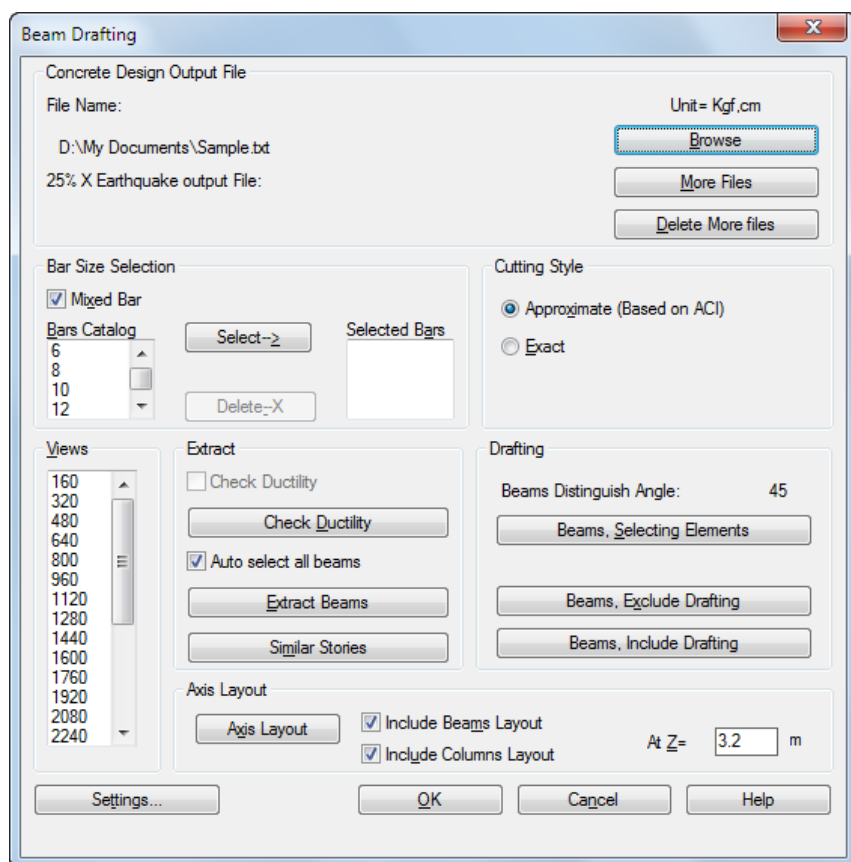 Beam Drafting
Concrete Design Output File
File Name:
Unit= Kgf,cm
D:\My Documents\Sample.txt
Browse
25% X Earthquake output File:
More Files
Delete More files
Bar Size Selection
Mixed Bar
Bars Catalog
6
8
10
12
Select-->
Delete--X
Selected Bars
Cutting Style
Approximate (Based on ACI)
Exact
Views
160
320
480
640
800
960
1120
1280
1440
1600
1760
1920
2080
2240
Extract
Check Ductility
Check Ductility
Auto select all beams
Extract Beams
Similar Stories
Drafting
Beams Distinguish Angle: 45
Beams, Selecting Elements
Beams, Exclude Drafting
Beams, Include Drafting
Axis Layout
Axis Layout
Include Beams Layout
Include Columns Layout
At Z= 3.2 m
Settings...
OK
Cancel
Help